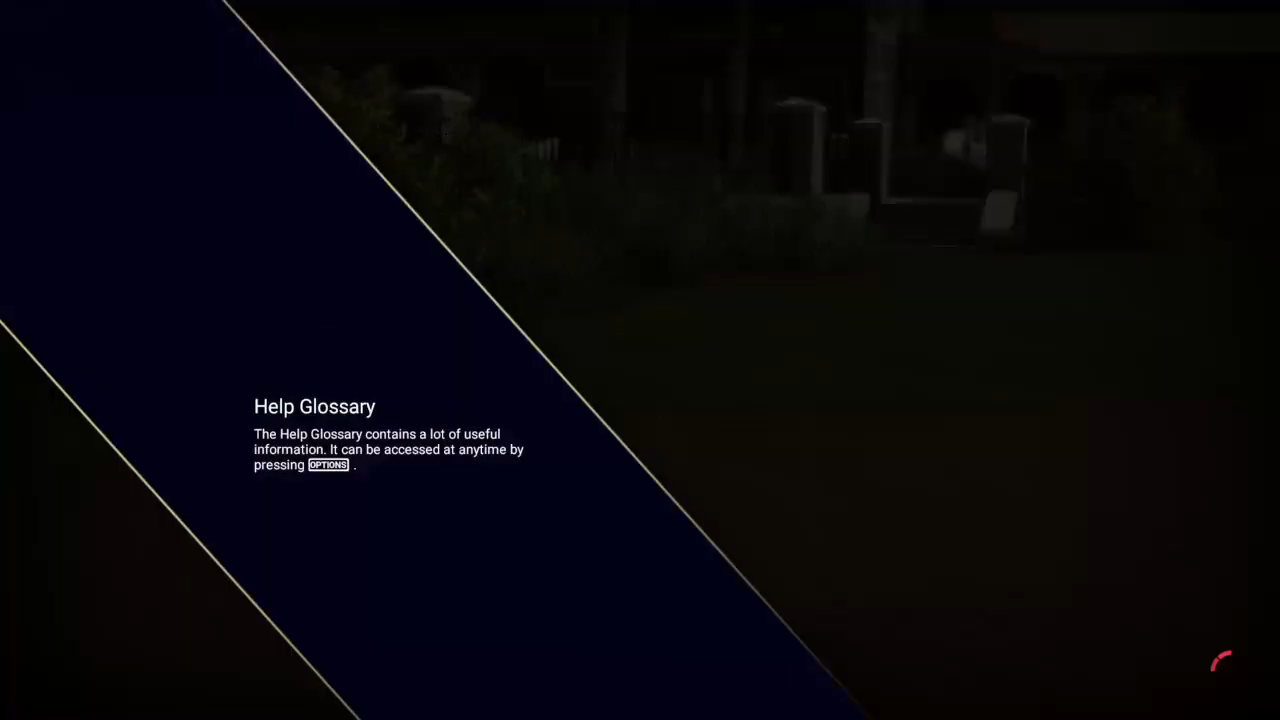 Help Glossary
The Help Glossary contains a lot of useful
information. It can be accessed at anytime by
pressing OPTIONS .